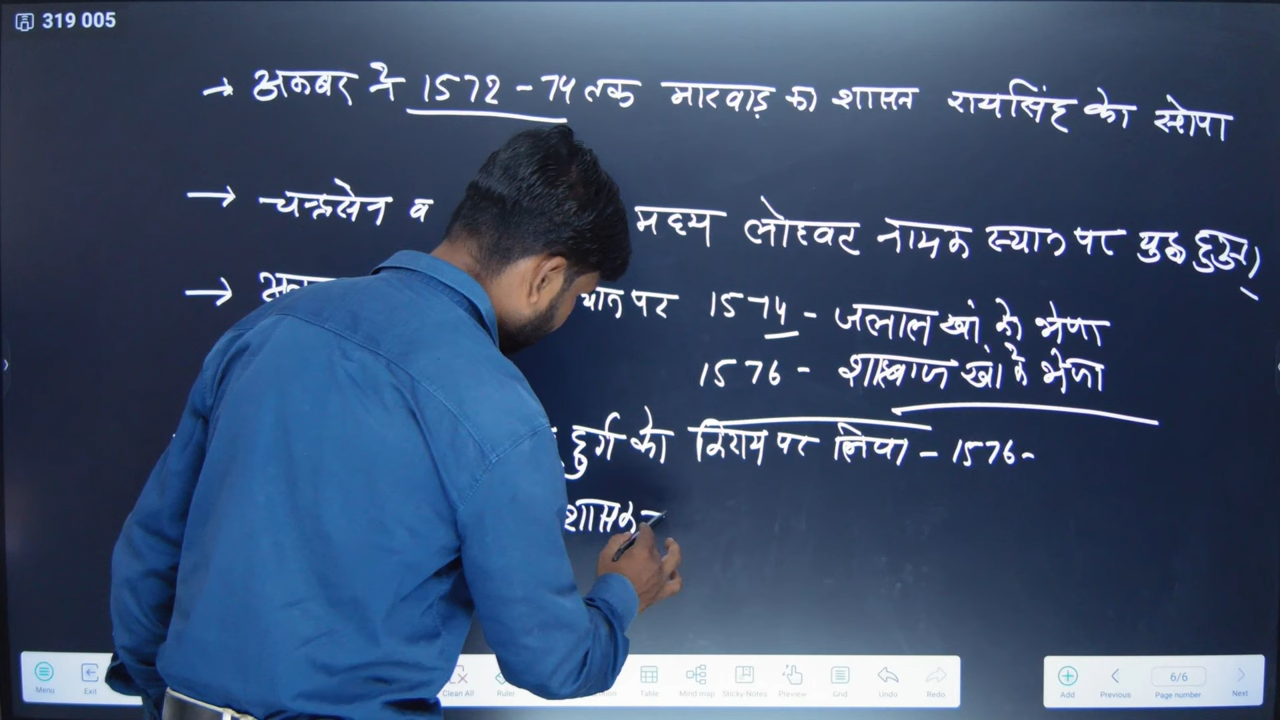 319 005
→ अकबर ने 1572-74 तक मारवाड़ का शासन रायसिंह को सोपा
→ चन्द्रसेन व मध्य लोहवट नामक स्थान पर युद्ध हुआ।
→ पर 1574 - जलाल खां को भेजा
1576 - शाहबाज खां को भेजा
दुर्ग को किराय पर लिया - 1576-
शासक -
Menu Exit Clean All Ruler Table Mind map Sticky Notes Preview Grid Undo Redo Add Previous 6/6 Page number Next